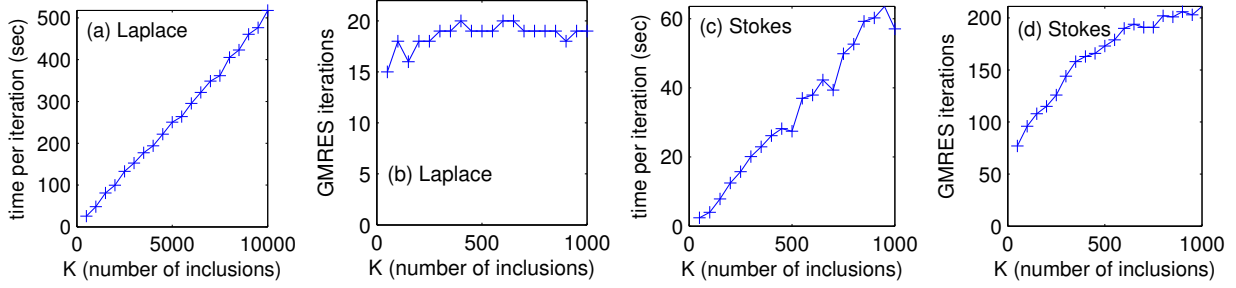 (a) Laplace
time per iteration (sec)
500
400
300
200
100
0
0
5000
10000
K (number of inclusions)
(b) Laplace
GMRES iterations
20
15
10
5
0
0
500
1000
K (number of inclusions)
(c) Stokes
time per iteration (sec)
60
40
20
0
0
500
1000
K (number of inclusions)
(d) Stokes
GMRES iterations
200
150
100
50
0
0
500
1000
K (number of inclusions)